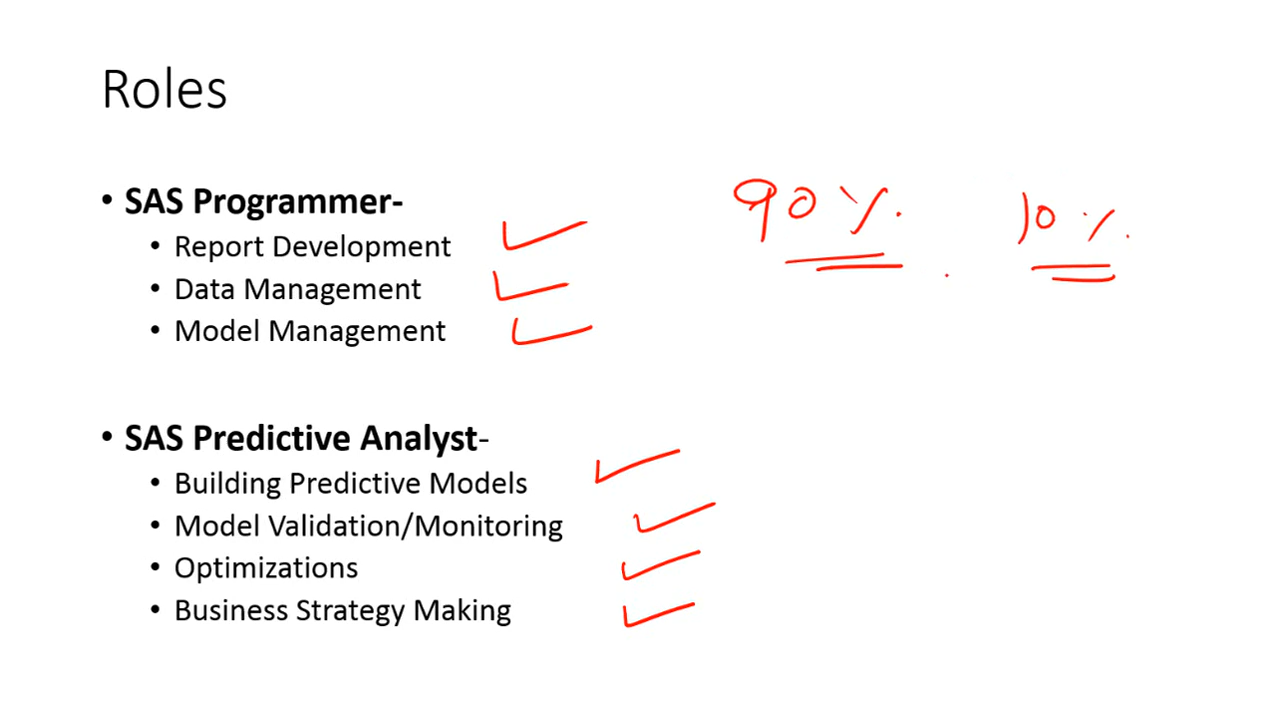 Roles
• SAS Programmer-
90%. 10%.
• Report Development
• Data Management
• Model Management
• SAS Predictive Analyst-
• Building Predictive Models
• Model Validation/Monitoring
• Optimizations
• Business Strategy Making